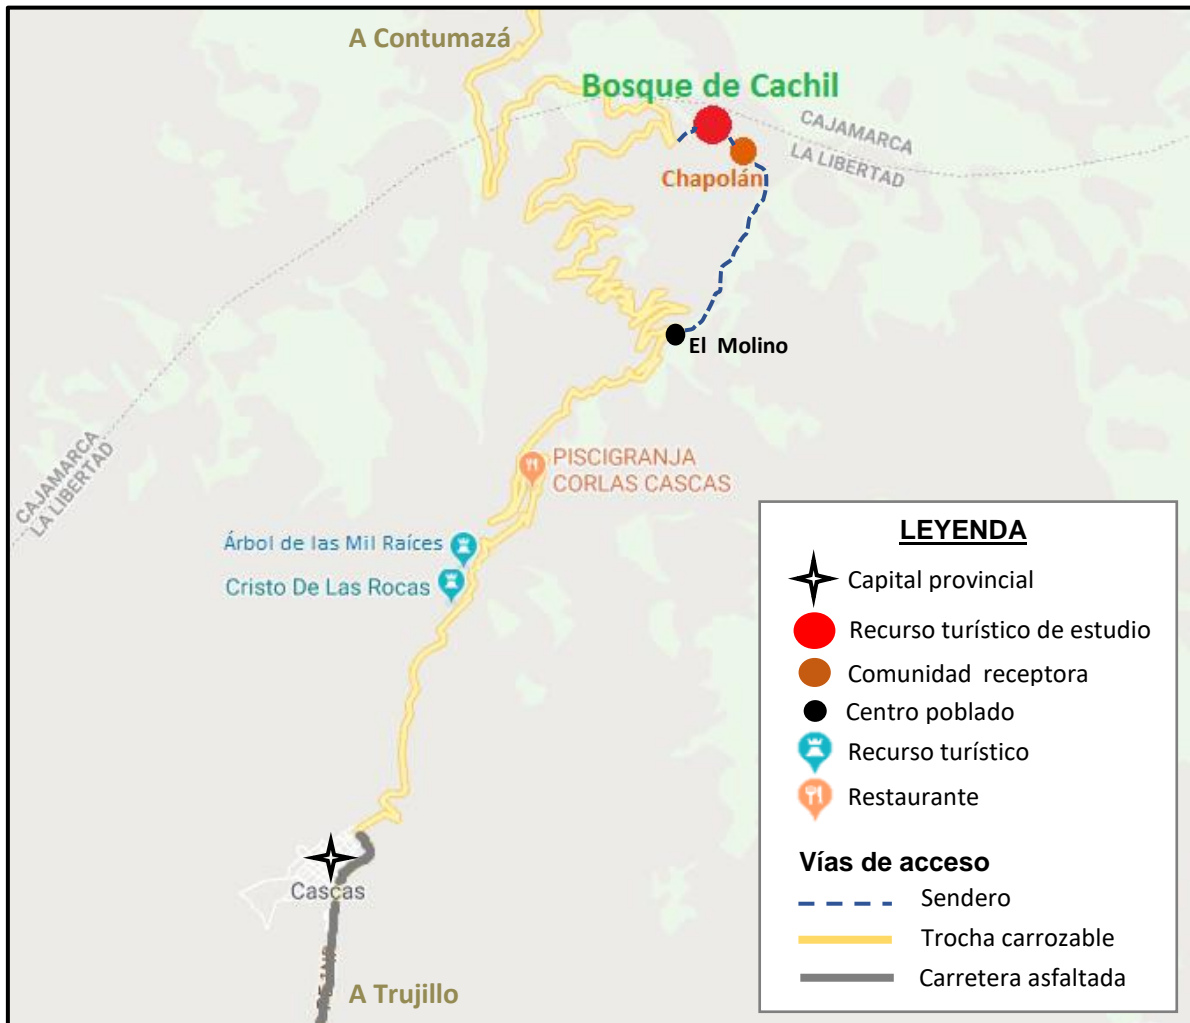 A Contumazá
Bosque de Cachil
CAJAMARCA
LA LIBERTAD
Chapolán
El Molino
CAJAMARCA
LA LIBERTAD
PISCIGRANJA
CORLAS CASCAS
Árbol de las Mil Raíces
Cristo De Las Rocas
Cascas
A Trujillo
LEYENDA
Capital provincial
Recurso turístico de estudio
Comunidad receptora
Centro poblado
Recurso turístico
Restaurante
Vías de acceso
Sendero
Trocha carrozable
Carretera asfaltada